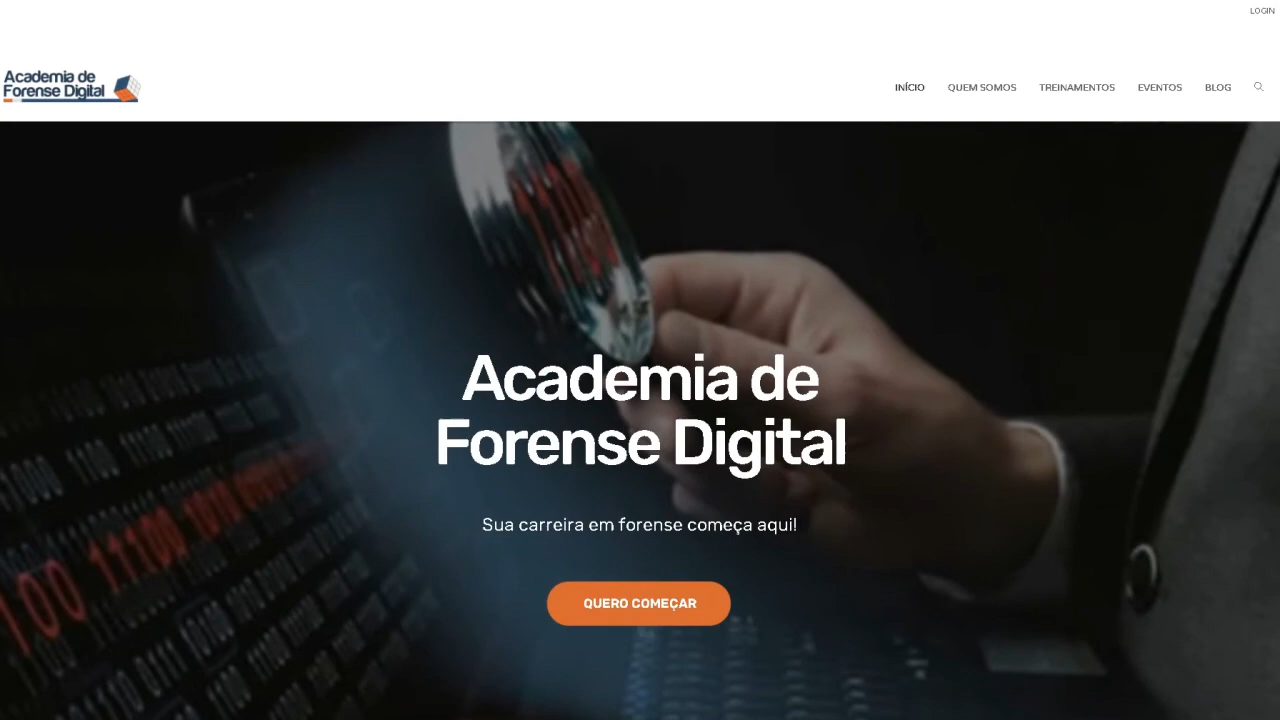 LOGIN
Academia de
Forense Digital
INÍCIO QUEM SOMOS TREINAMENTOS EVENTOS BLOG
Academia de
Forense Digital
Sua carreira em forense começa aqui!
QUERO COMEÇAR